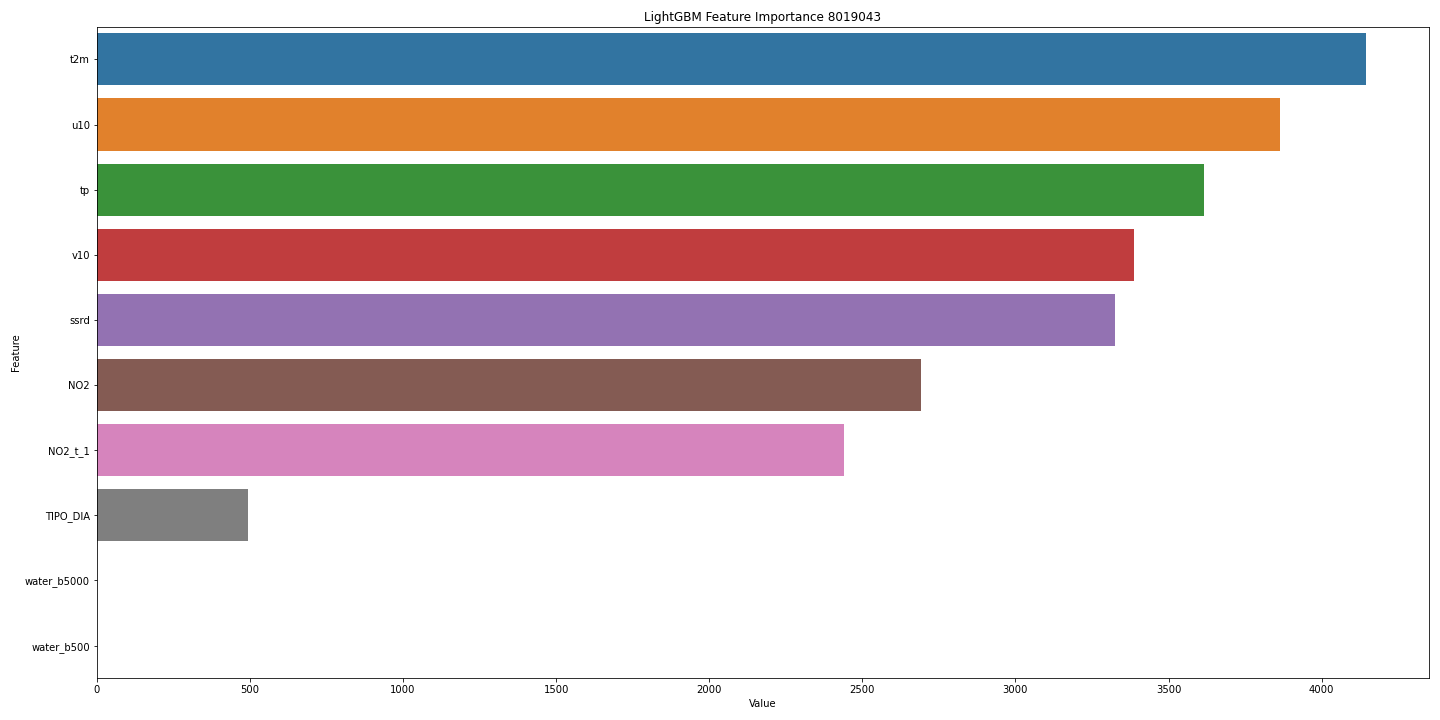 LightGBM Feature Importance 8019043
t2m
u10
tp
v10
ssrd
NO2
NO2_t_1
TIPO_DIA
water_b5000
water_b500
Feature
0 500 1000 1500 2000 2500 3000 3500 4000
Value